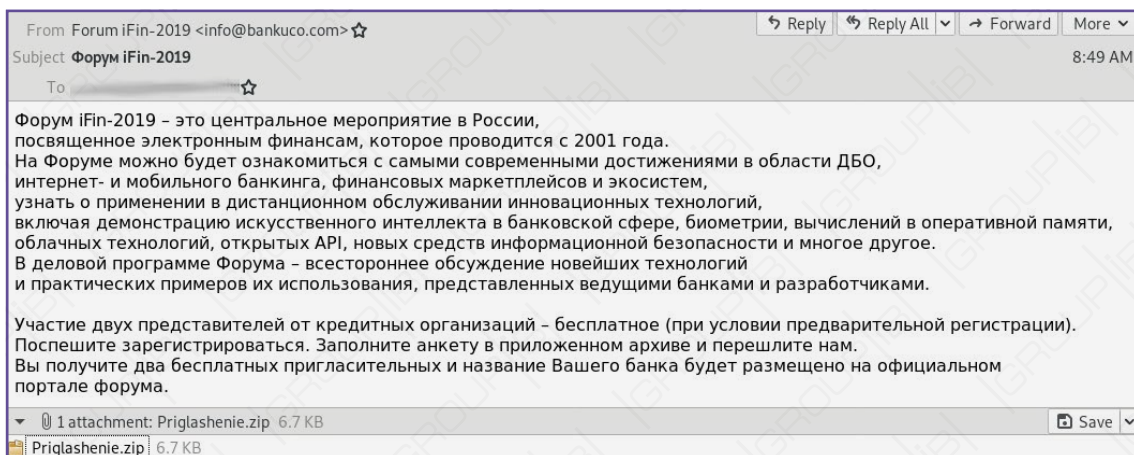 From Forum iFin-2019 <info@bankuco.com>
Reply Reply All Forward More
Subject Форум iFin-2019
8:49 AM
To
Форум iFin-2019 – это центральное мероприятие в России,
посвященное электронным финансам, которое проводится с 2001 года.
На Форуме можно будет ознакомиться с самыми современными достижениями в области ДБО,
интернет- и мобильного банкинга, финансовых маркетплейсов и экосистем,
узнать о применении в дистанционном обслуживании инновационных технологий,
включая демонстрацию искусственного интеллекта в банковской сфере, биометрии, вычислений в оперативной памяти,
облачных технологий, открытых API, новых средств информационной безопасности и многое другое.
В деловой программе Форума – всестороннее обсуждение новейших технологий
и практических примеров их использования, представленных ведущими банками и разработчиками.
Участие двух представителей от кредитных организаций – бесплатное (при условии предварительной регистрации).
Поспешите зарегистрироваться. Заполните анкету в приложенном архиве и перешлите нам.
Вы получите два бесплатных пригласительных и название Вашего банка будет размещено на официальном
портале форума.
1 attachment: Priglashenie.zip 6.7 KB
Save
Priglashenie.zip 6.7 KB
GROUP|iB